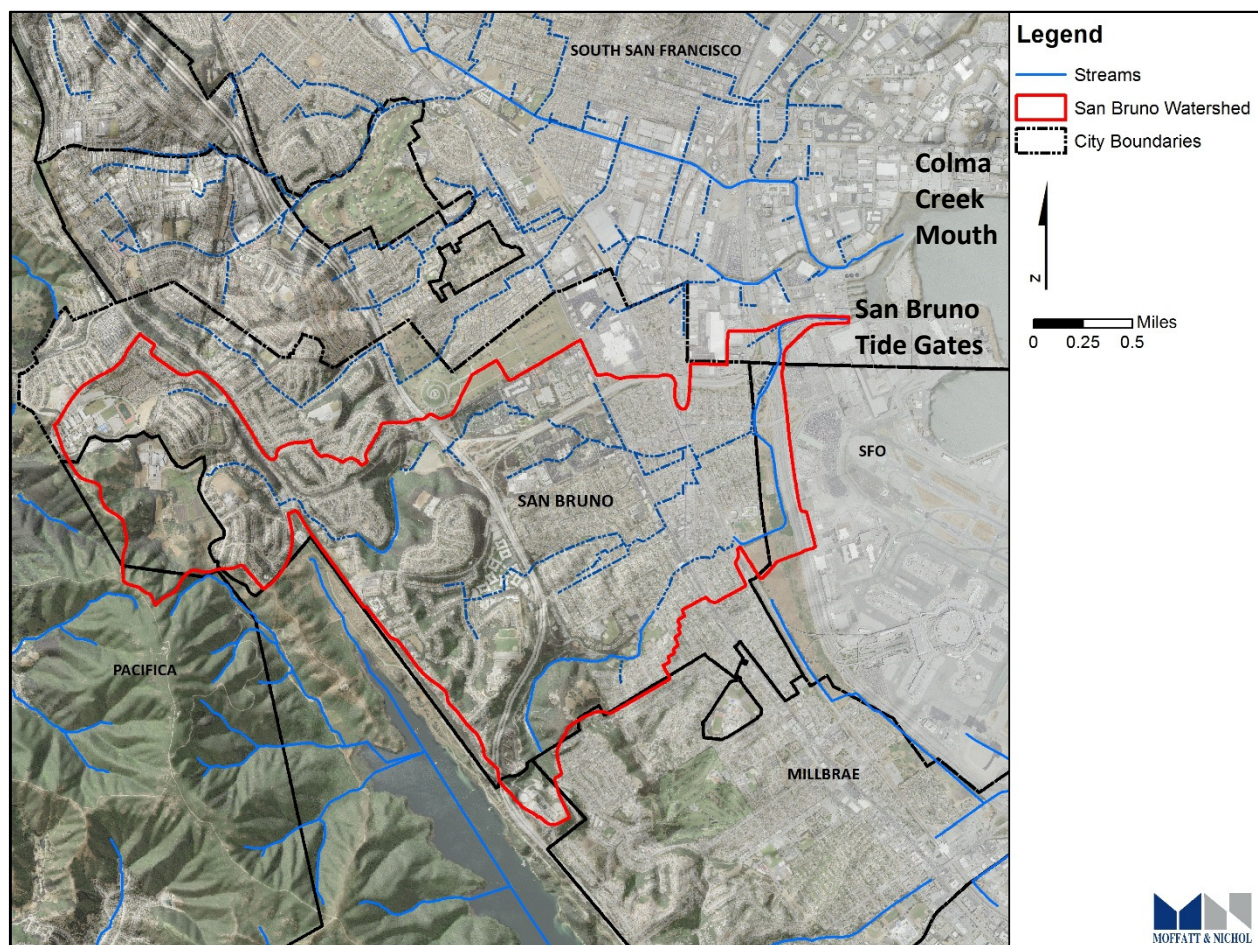 SOUTH SAN FRANCISCO
Colma
Creek
Mouth
San Bruno
Tide Gates
SFO
SAN BRUNO
PACIFICA
MILLBRAE
Legend
Streams
San Bruno Watershed
City Boundaries
N
Miles
0 0.25 0.5
MOFFATT & NICHOL